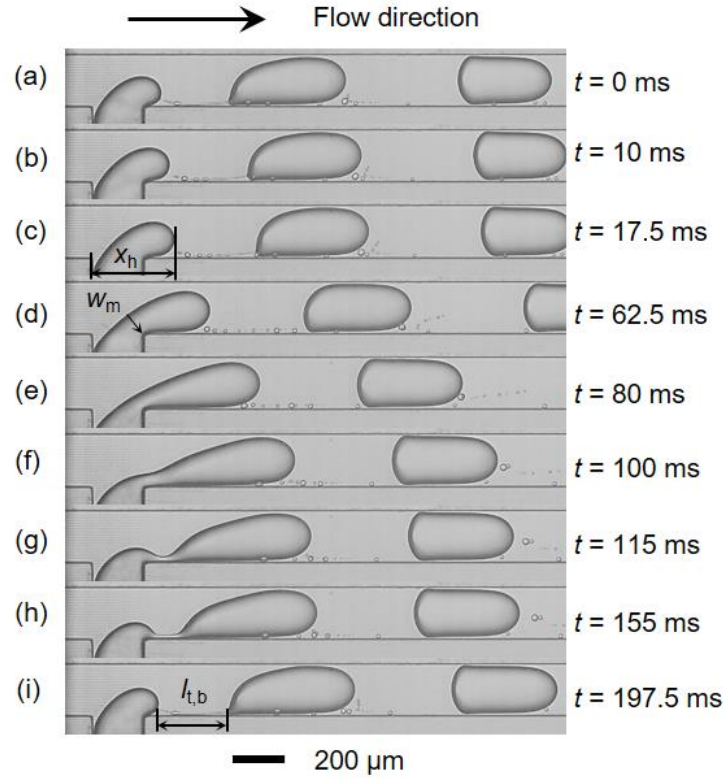 Flow direction
(a) t = 0 ms
(b) t = 10 ms
(c) t = 17.5 ms
x_h
w_m
(d) t = 62.5 ms
(e) t = 80 ms
(f) t = 100 ms
(g) t = 115 ms
(h) t = 155 ms
l_t,b
(i) t = 197.5 ms
200 μm